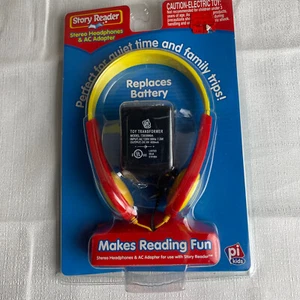 Story Reader
Stereo Headphones
& AC Adapter
CAUTION-ELECTRIC TOY:
Perfect for quiet time and family trips!
Replaces
Battery
TOY TRANSFORMER
Makes Reading Fun
Stereo Headphones & AC Adapter for use with Story Reader™
pi
kids